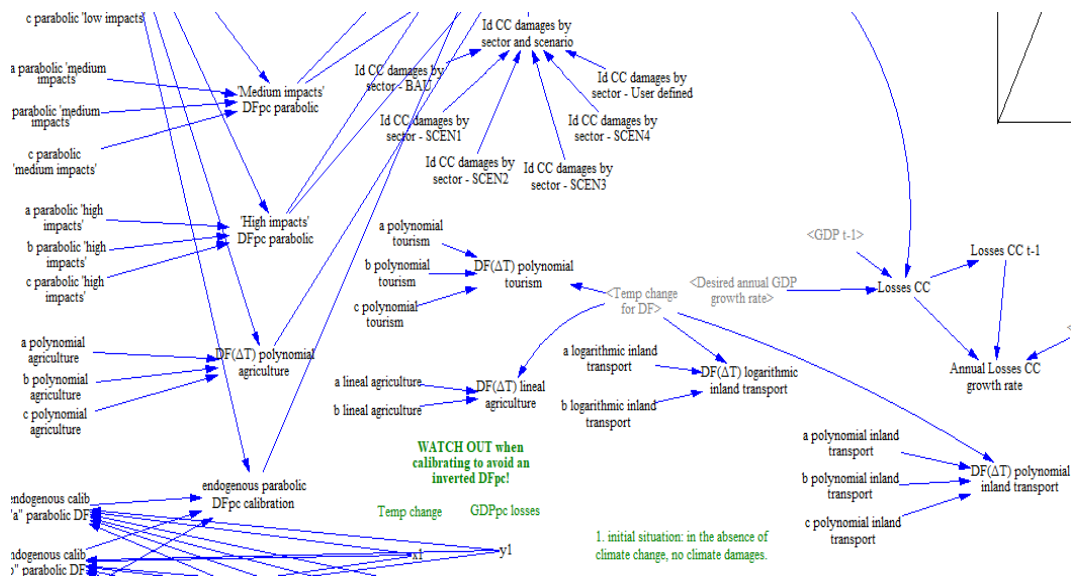 c parabolic 'low impacts'
a parabolic 'medium
impacts'
parabolic 'medium
impacts'
c parabolic
'medium impacts'
'Medium impacts'
DFpc parabolic
a parabolic 'high
impacts'
b parabolic 'high
impacts'
c parabolic 'high
impacts'
'High impacts'
DFpc parabolic
a polynomial
agriculture
b polynomial
agriculture
c polynomial
agriculture
DF(ΔT) polynomial
agriculture
endogenous parabolic
DFpc calibration
endogenous calib
"a" parabolic DF
endogenous calib
"b" parabolic DF
Id CC damages by
sector and scenario
Id CC damages by
sector - BAU
Id CC damages by
sector - SCEN1
Id CC damages by
sector - SCEN2
Id CC damages by
sector - SCEN3
Id CC damages by
sector - SCEN4
Id CC damages by
sector - User defined
a polynomial
tourism
b polynomial
tourism
c polynomial
tourism
DF(ΔT) polynomial
tourism
<Temp change
for DF>
<Desired annual GDP
growth rate>
a lineal agriculture
b lineal agriculture
DF(ΔT) lineal
agriculture
a logarithmic inland
transport
b logarithmic inland
transport
DF(ΔT) logarithmic
inland transport
<GDP t-1>
Losses CC
Losses CC t-1
Annual Losses CC
growth rate
<
a polynomial inland
transport
b polynomial inland
transport
c polynomial inland
transport
DF(ΔT) polynomial
inland transport
WATCH OUT when
calibrating to avoid an
inverted DFpc!
Temp change
GDPpc losses
x1
y1
1. initial situation: in the absence of
climate change, no climate damages.